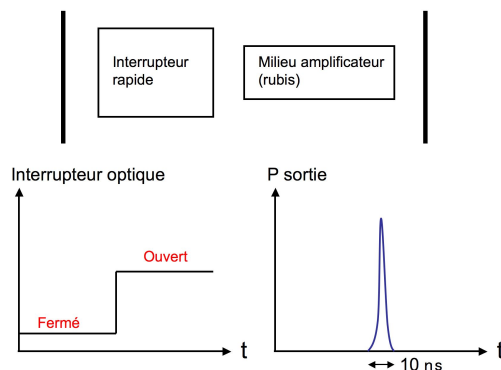 Interrupteur
rapide
Milieu amplificateur
(rubis)
Interrupteur optique
Ouvert
Fermé
t
P sortie
t
10 ns